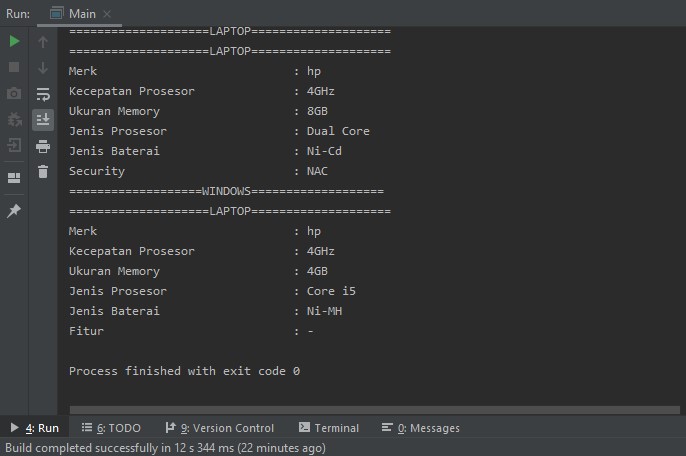 Run: Main ×
====================LAPTOP====================
====================LAPTOP====================
Merk : hp
Kecepatan Prosesor : 4GHz
Ukuran Memory : 8GB
Jenis Prosesor : Dual Core
Jenis Baterai : Ni-Cd
Security : NAC
===================WINDOWS===================
====================LAPTOP====================
Merk : hp
Kecepatan Prosesor : 4GHz
Ukuran Memory : 4GB
Jenis Prosesor : Core i5
Jenis Baterai : Ni-MH
Fitur : -
Process finished with exit code 0
4: Run 6: TODO 9: Version Control Terminal 0: Messages
Build completed successfully in 12 s 344 ms (22 minutes ago)